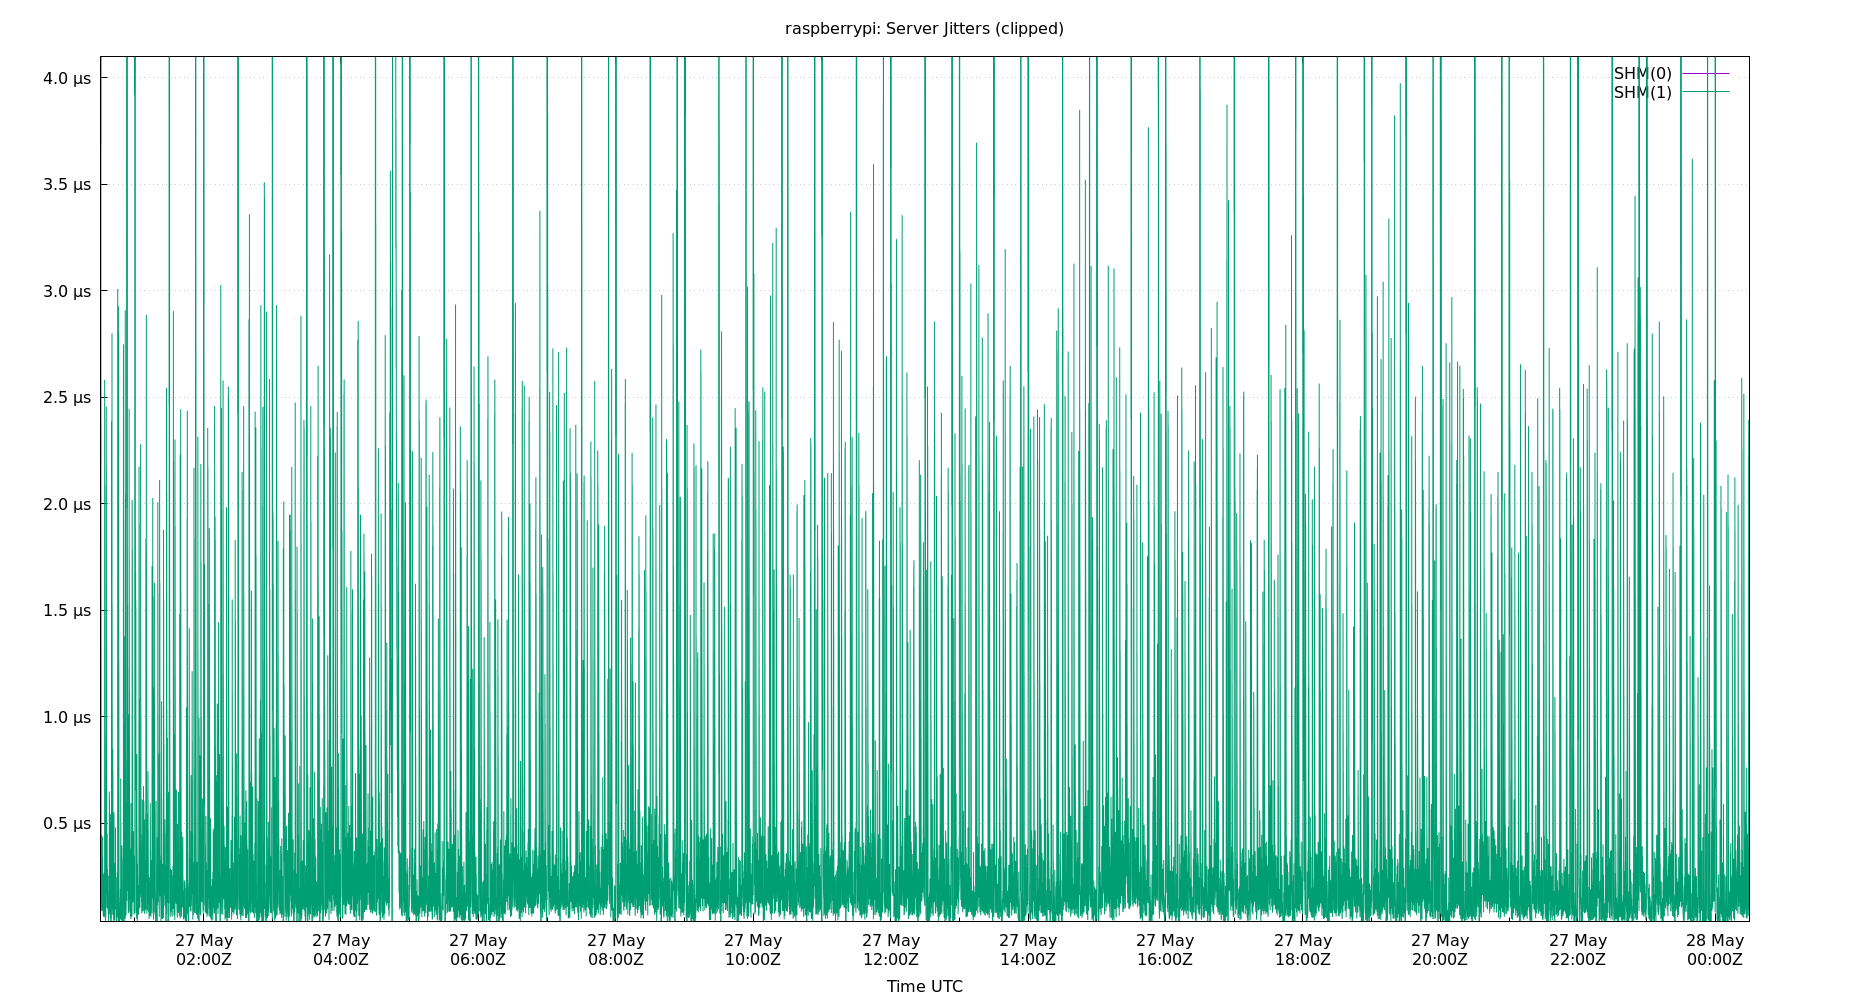 raspberrypi: Server Jitters (clipped)
4.0 µs
3.5 µs
3.0 µs
2.5 µs
2.0 µs
1.5 µs
1.0 µs
0.5 µs
SHM(0)
SHM(1)
27 May 27 May 27 May 27 May 27 May 27 May 27 May 27 May 27 May 27 May 27 May 28 May
02:00Z 04:00Z 06:00Z 08:00Z 10:00Z 12:00Z 14:00Z 16:00Z 18:00Z 20:00Z 22:00Z 00:00Z
Time UTC